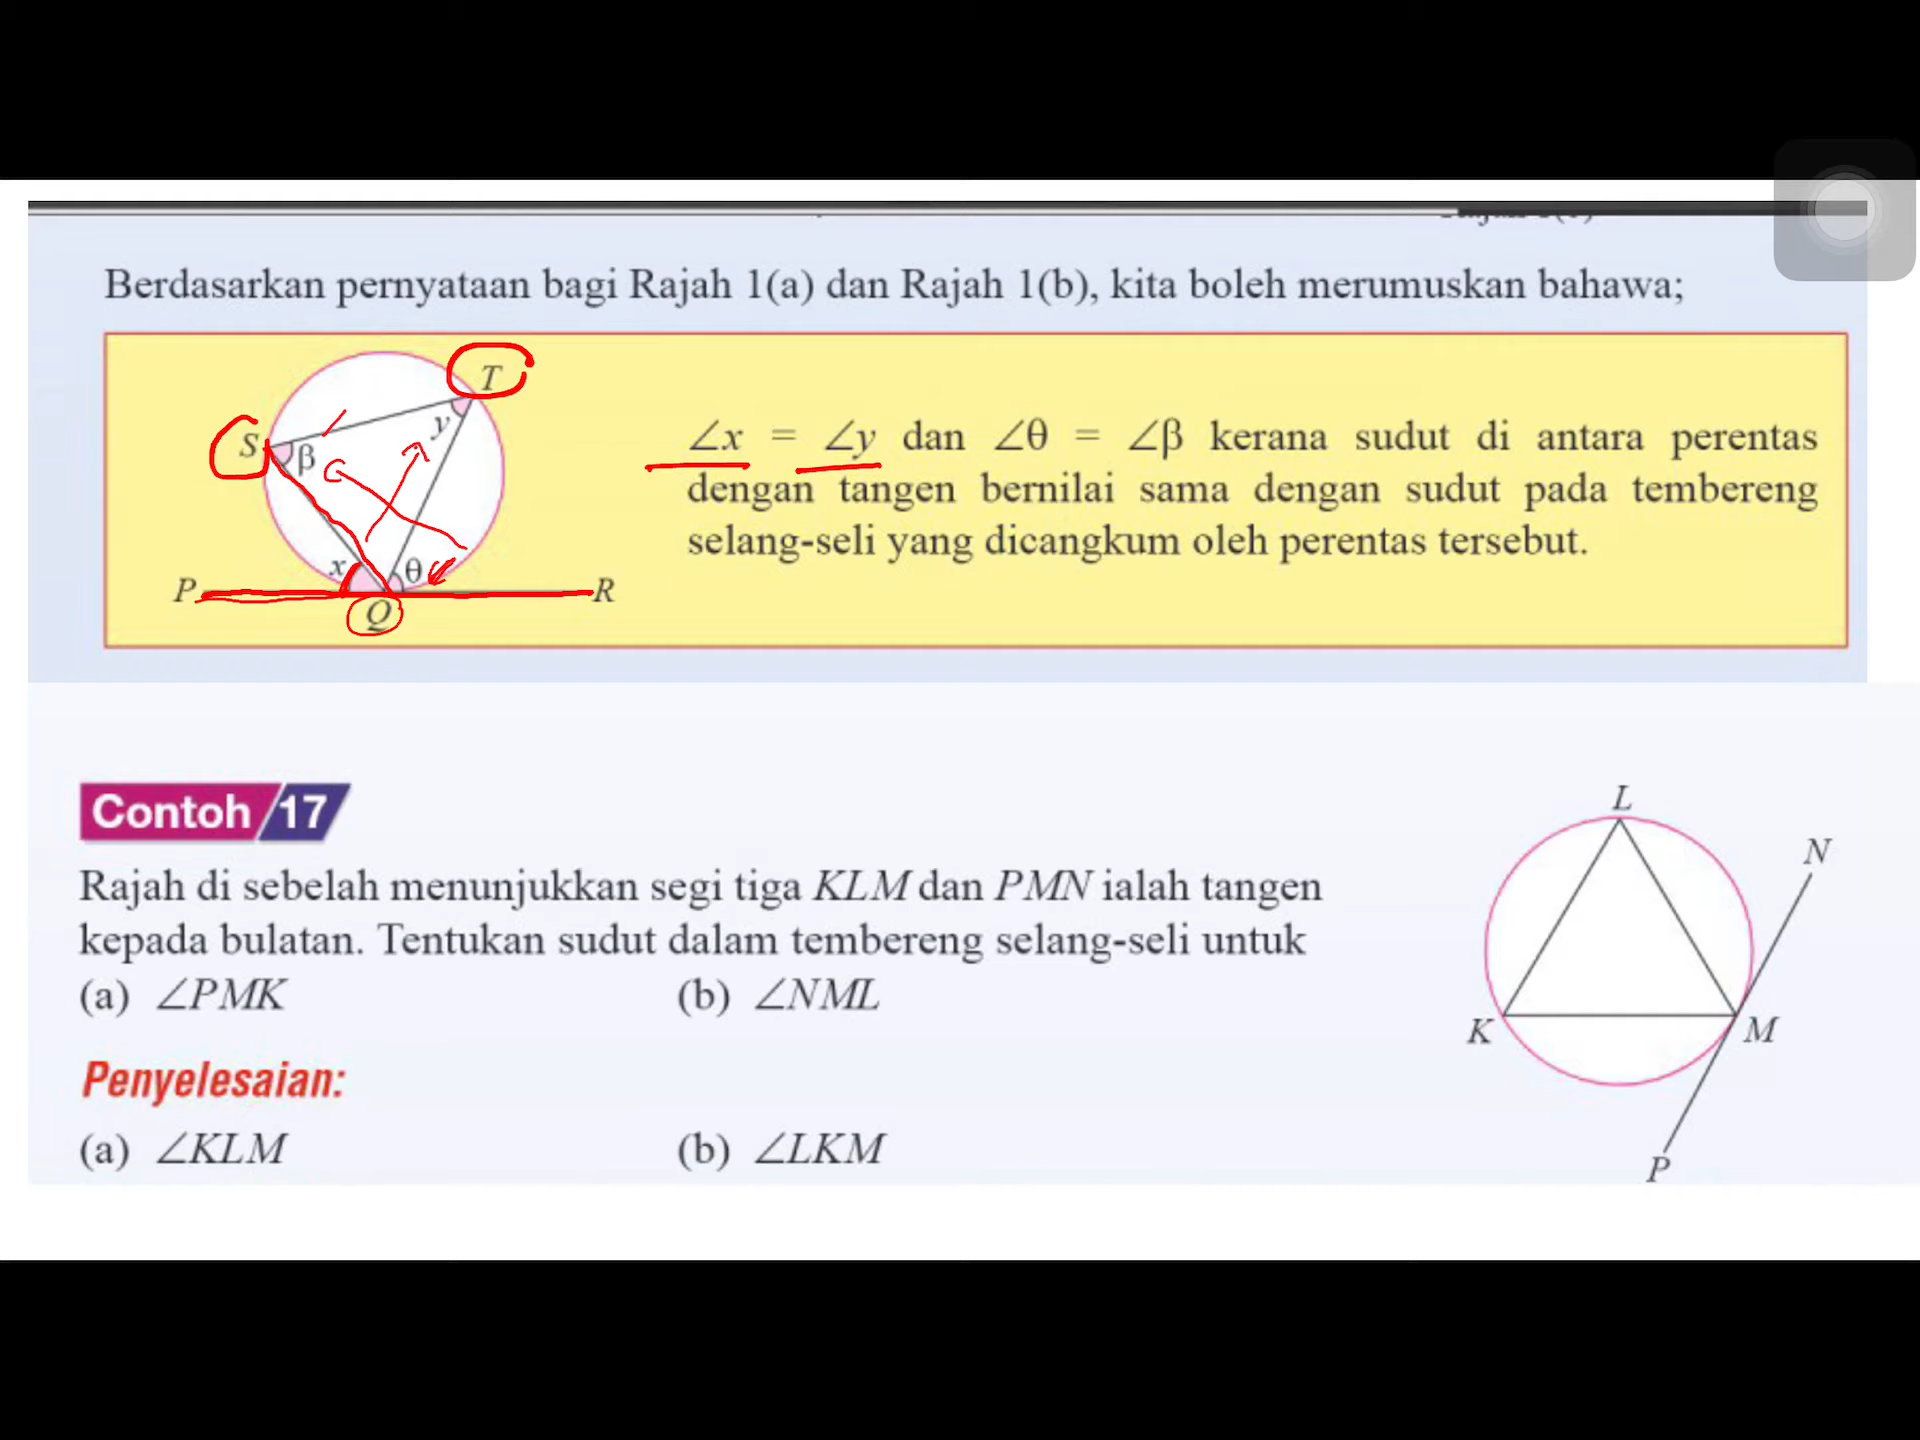 Berdasarkan pernyataan bagi Rajah 1(a) dan Rajah 1(b), kita boleh merumuskan bahawa;
T
S
β
y
x
θ
P
Q
R
∠x = ∠y dan ∠θ = ∠β kerana sudut di antara perentas
dengan tangen bernilai sama dengan sudut pada tembereng
selang-seli yang dicangkum oleh perentas tersebut.
Contoh 17
Rajah di sebelah menunjukkan segi tiga KLM dan PMN ialah tangen
kepada bulatan. Tentukan sudut dalam tembereng selang-seli untuk
(a) ∠PMK (b) ∠NML
Penyelesaian:
(a) ∠KLM (b) ∠LKM
L
N
K
M
P